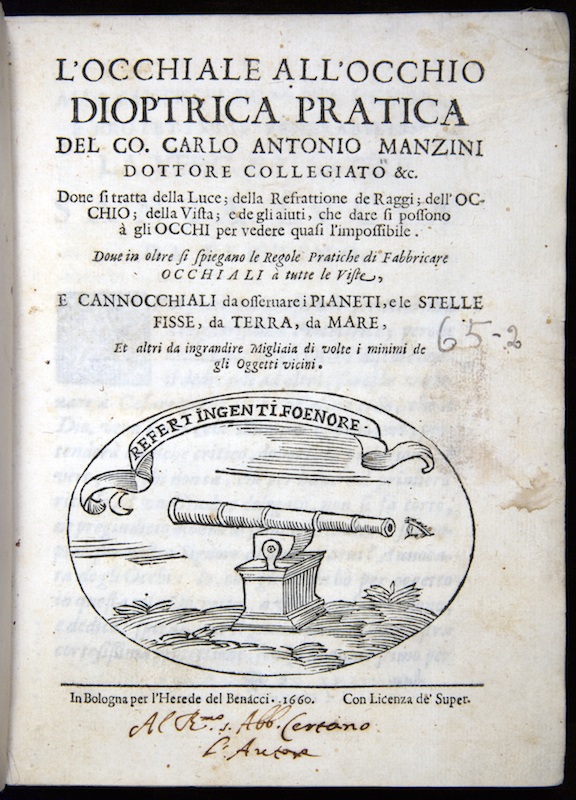 L'OCCHIALE ALL'OCCHIO
DIOPTRICA PRATICA
DEL CO. CARLO ANTONIO MANZINI
DOTTORE COLLEGIATO &c.
Doue si tratta della Luce; della Refrattione de Raggi; dell'OC-
CHIO; della Vista; e de gli aiuti, che dare si possono
à gli OCCHI per vedere quasi l'impossibile.
Doue in oltre si spiegano le Regole Pratiche di Fabbricare
OCCHIALI à tutte le Viste,
E CANNOCCHIALI da osseruare i PIANETI, e le STELLE
FISSE, da TERRA, da MARE,
65-2
Et altri da ingrandire Migliaia di volte i minimi de
gli Oggetti vicini.
REFERT INGENTI FOENORE.
In Bologna per l'Herede del Benacci. 1660. Con Licenza de' Super.
Al R.mo s. Abb.
L'Autore